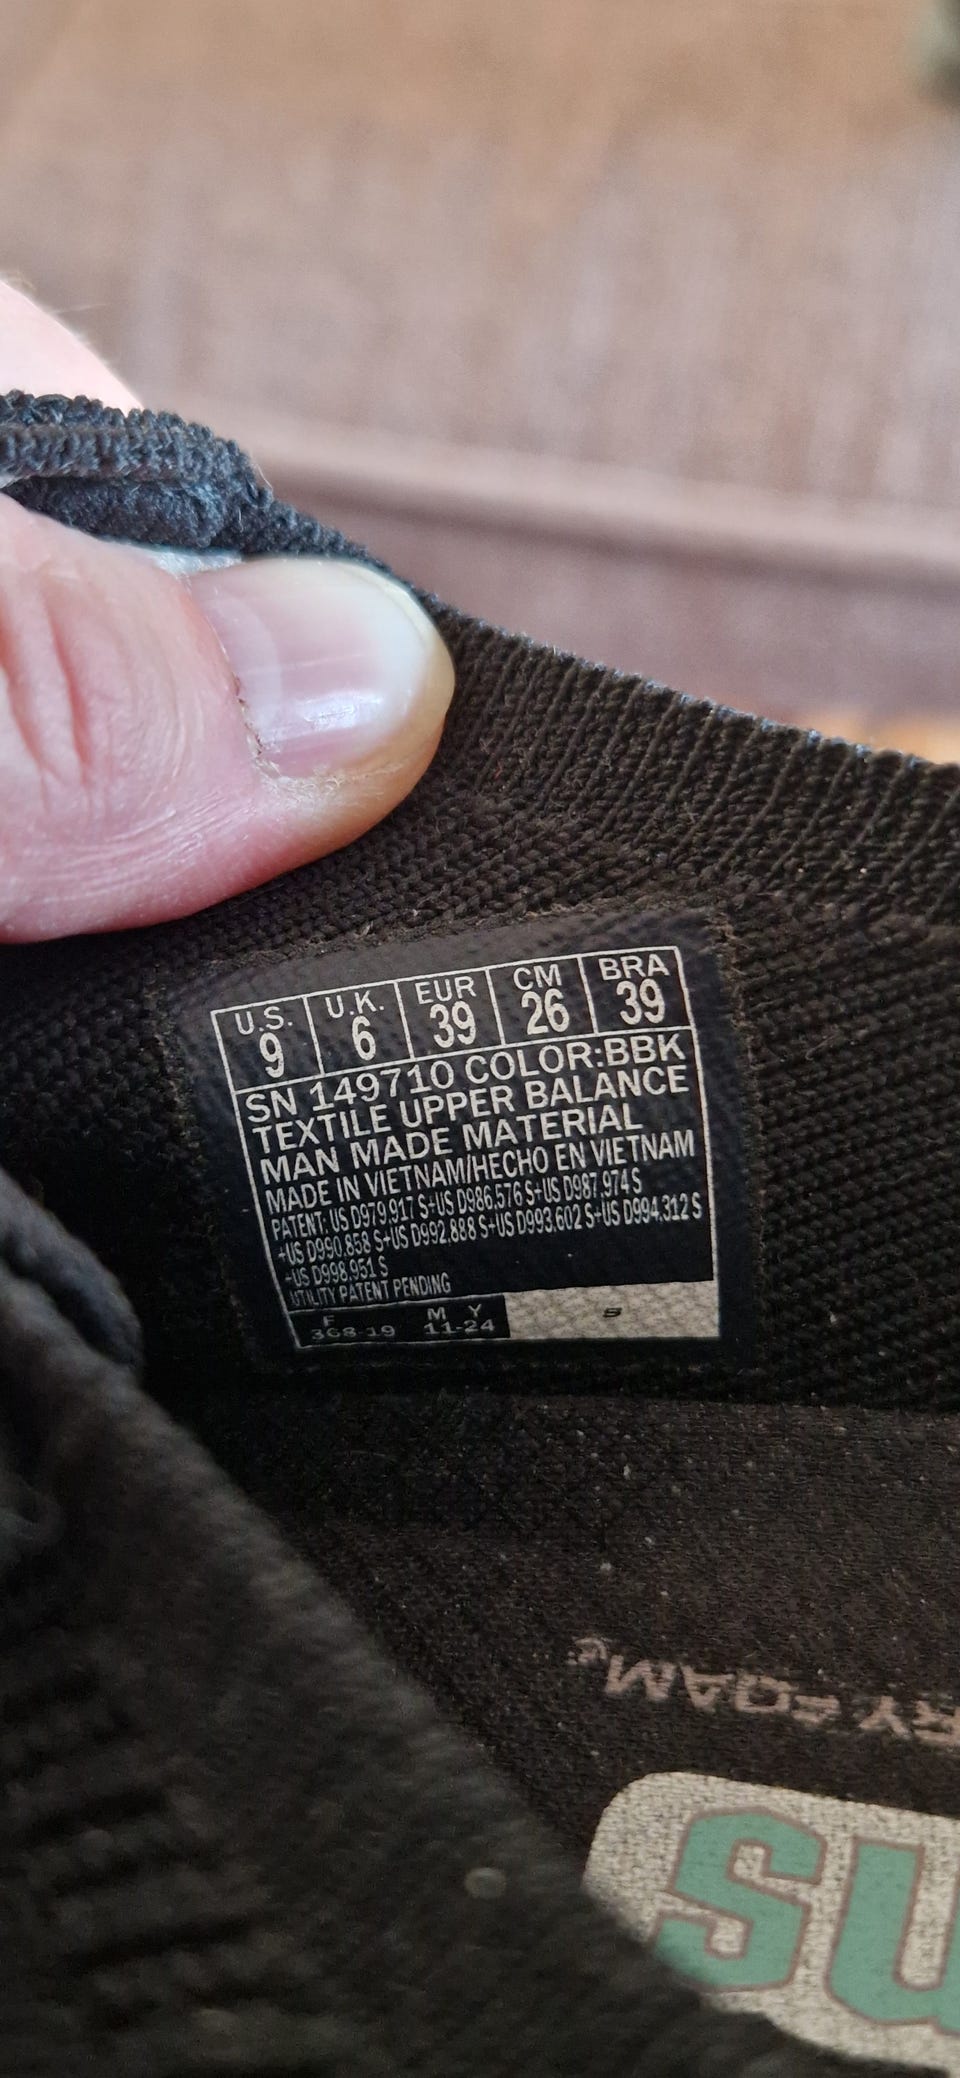 U.S. U.K. EUR CM BRA
9 6 39 26 39
SN 149710 COLOR:BBK
TEXTILE UPPER BALANCE
MAN MADE MATERIAL
MADE IN VIETNAM/HECHO EN VIETNAM
PATENT: US D979,917 S+US D986,576 S+US D987,974 S
+US D990,858 S+US D992,888 S+US D993,602 S+US D994,312 S
+US D998,951 S
UTILITY PATENT PENDING
F M Y S
368-19 11-24
RY FOAM